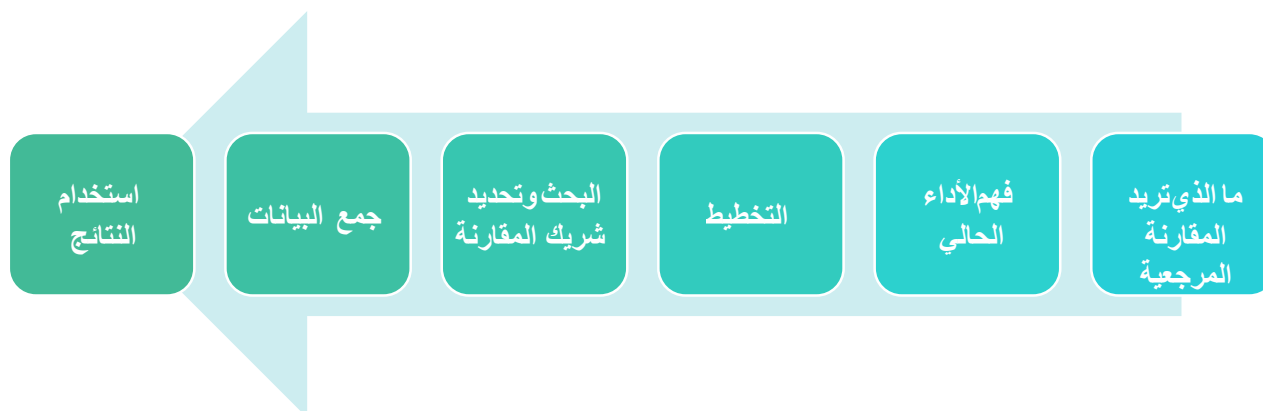 ما الذي تريد
المقارنة
المرجعية
فهم الأداء
الحالي
التخطيط
البحث وتحديد
شريك المقارنة
جمع البيانات
استخدام
النتائج